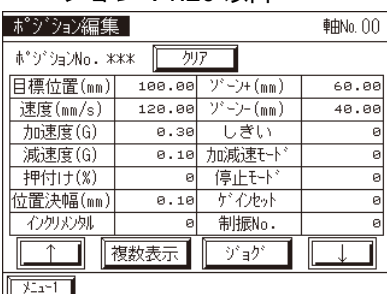 ﾎﾟｼﾞｼｮﾝ編集 軸No.00
ﾎﾟｼﾞｼｮﾝNo. *** ｸﾘｱ
目標位置(mm) 100.00 ｿﾞｰﾝ+(mm) 60.00
速度(mm/s) 120.00 ｿﾞｰﾝ-(mm) 40.00
加速度(G) 0.30 しきい 0
減速度(G) 0.10 加減速ﾓｰﾄﾞ 0
押付け(%) 0 停止ﾓｰﾄﾞ 0
位置決幅(mm) 0.10 ｹﾞｲﾝｾｯﾄ 0
ｲﾝｸﾘﾒﾝﾀﾙ 0 制振No. 0
↑ 複数表示 ｼﾞｮｸﾞ ↓
ﾒﾆｭｰ1